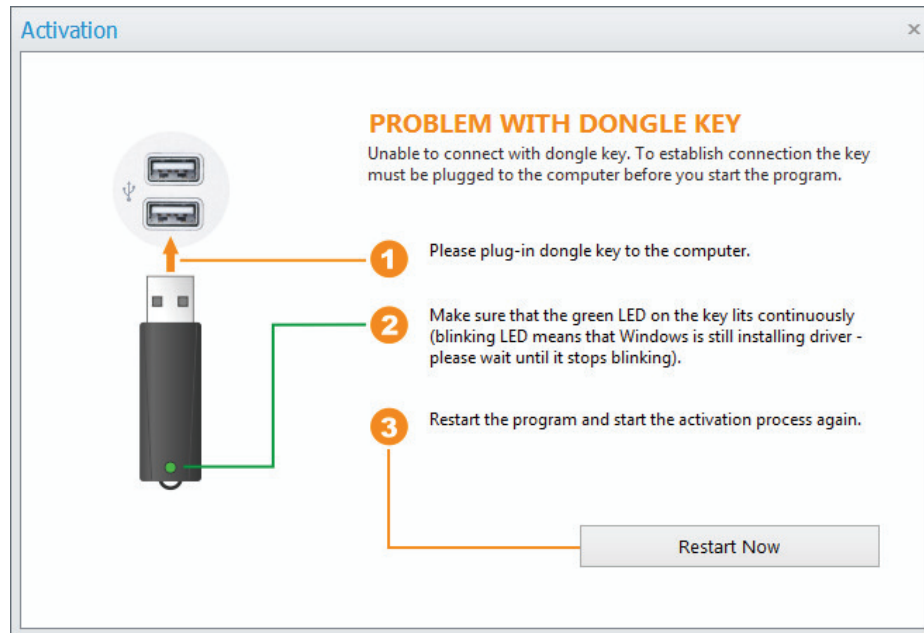 Activation
PROBLEM WITH DONGLE KEY
Unable to connect with dongle key. To establish connection the key
must be plugged to the computer before you start the program.
1 Please plug-in dongle key to the computer.
2 Make sure that the green LED on the key lits continuously
(blinking LED means that Windows is still installing driver -
please wait until it stops blinking).
3 Restart the program and start the activation process again.
Restart Now